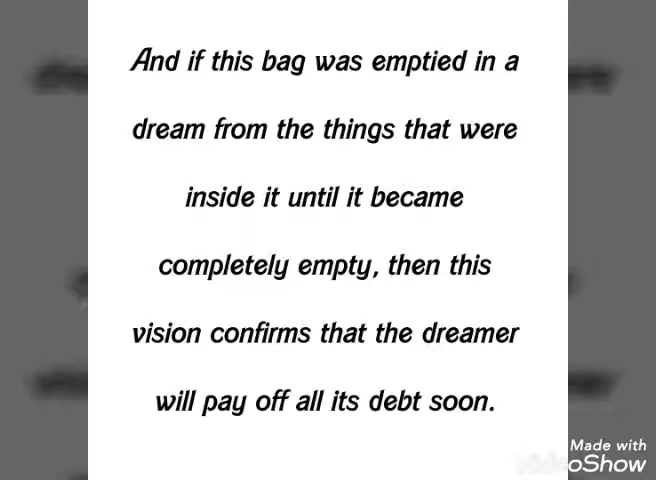 And if this bag was emptied in a
dream from the things that were
inside it until it became
completely empty, then this
vision confirms that the dreamer
will pay off all its debt soon.
Made with
VideoShow